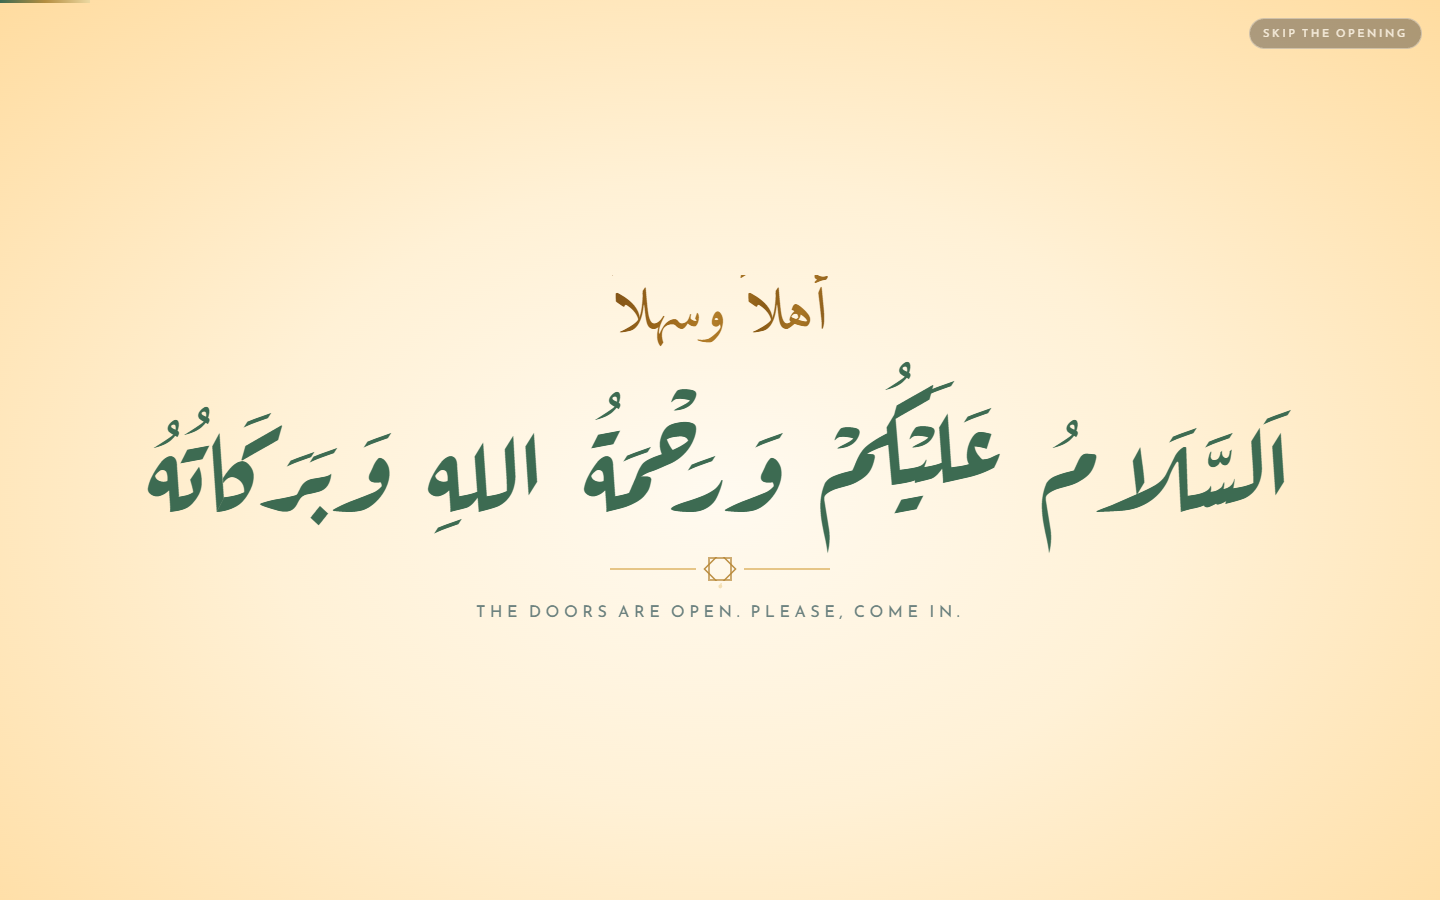 SKIP THE OPENING
أهلاً وسهلاً
اَلسَّلَامُ عَلَيْكُمْ وَرَحْمَةُ اللهِ وَبَرَكَاتُهُ
THE DOORS ARE OPEN. PLEASE, COME IN.